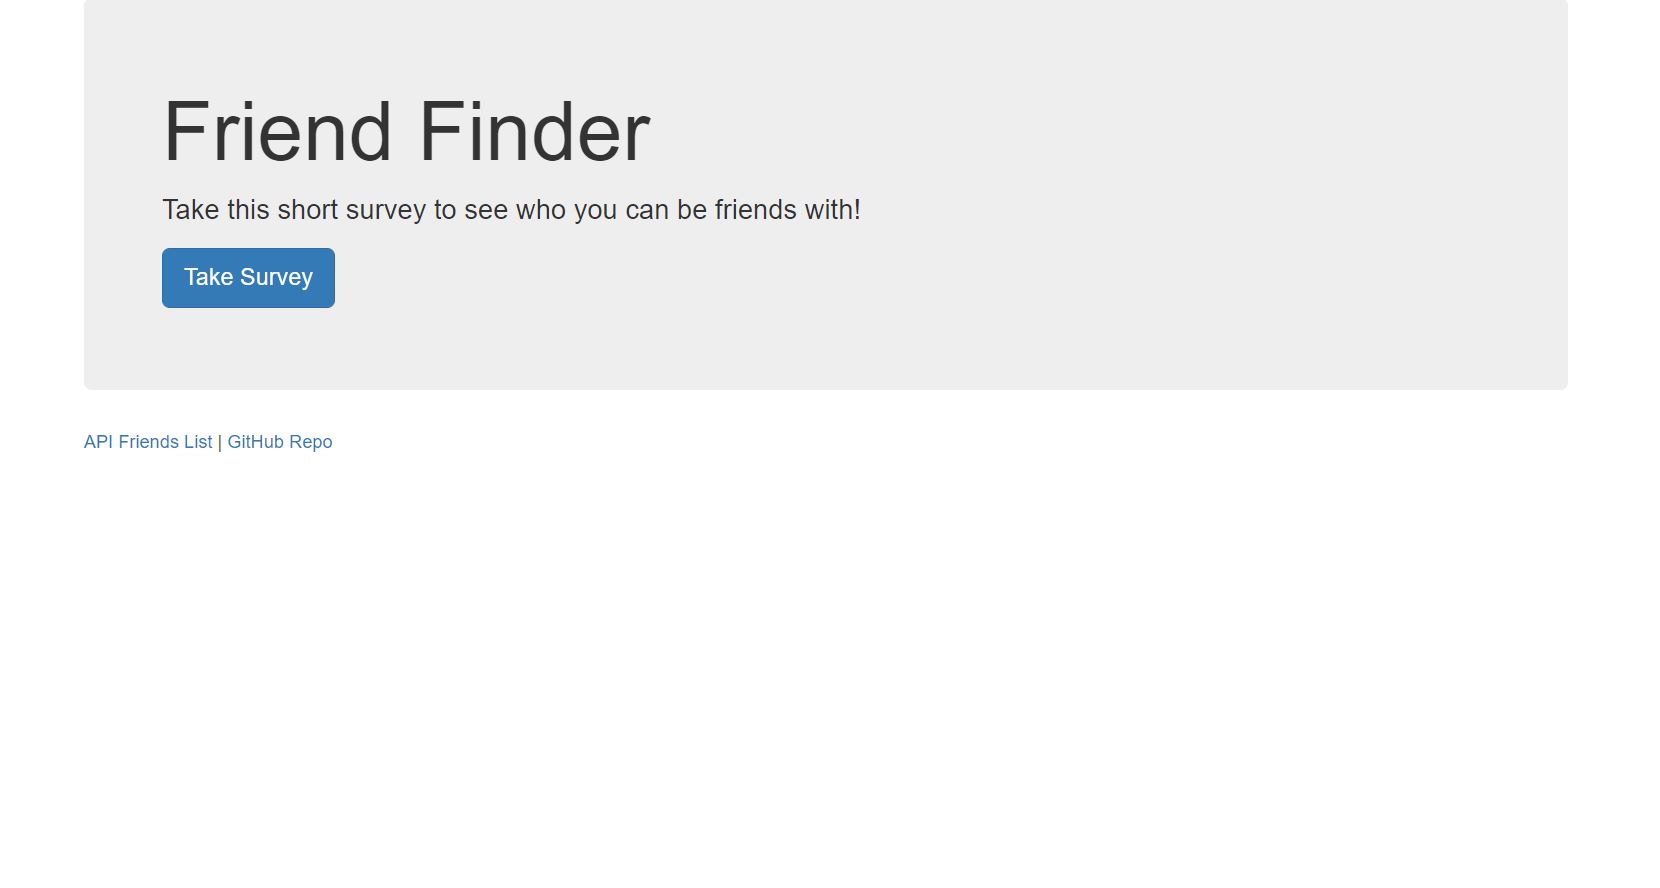 Friend Finder
Take this short survey to see who you can be friends with!
Take Survey
API Friends List | GitHub Repo